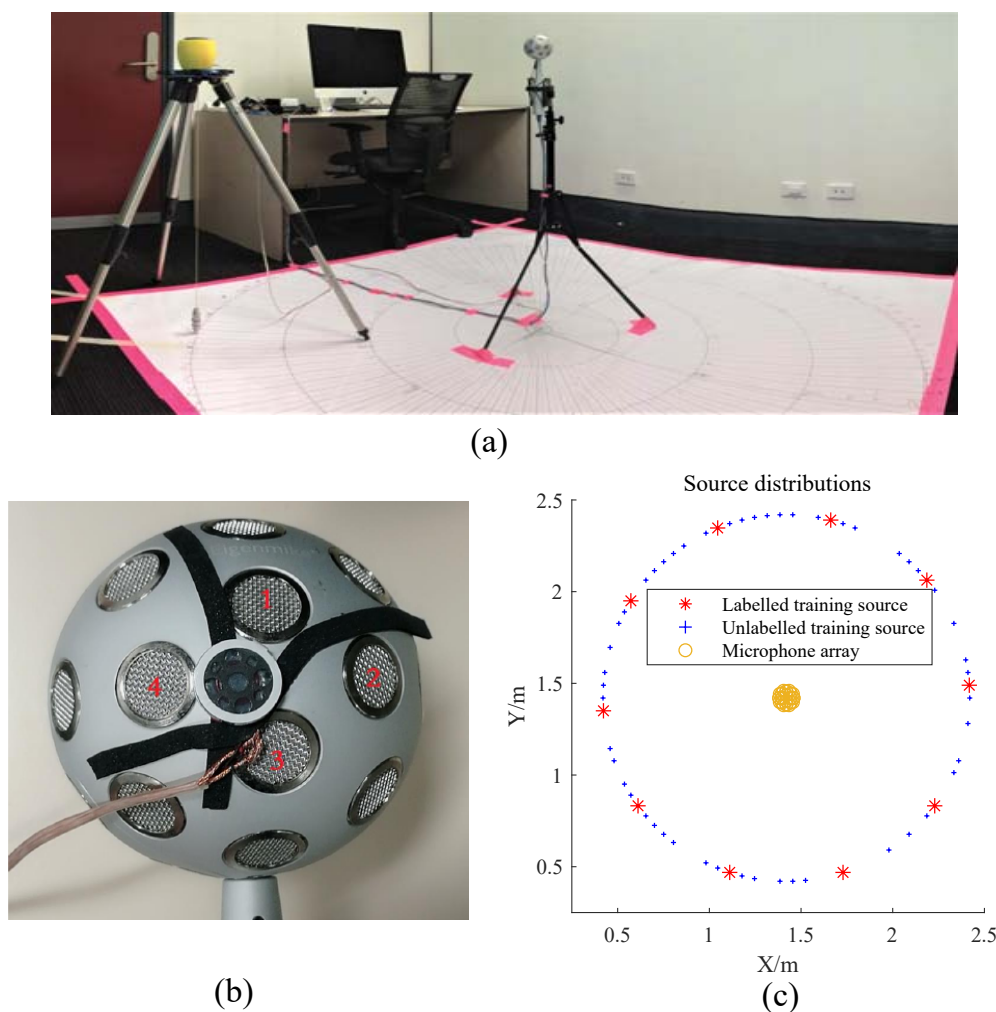 (a)
1
2
4
3
(b)
Source distributions
2.5
2
1.5
1
0.5
Y/m
Labelled training source
Unlabelled training source
Microphone array
0.5
1
1.5
2
2.5
X/m
(c)